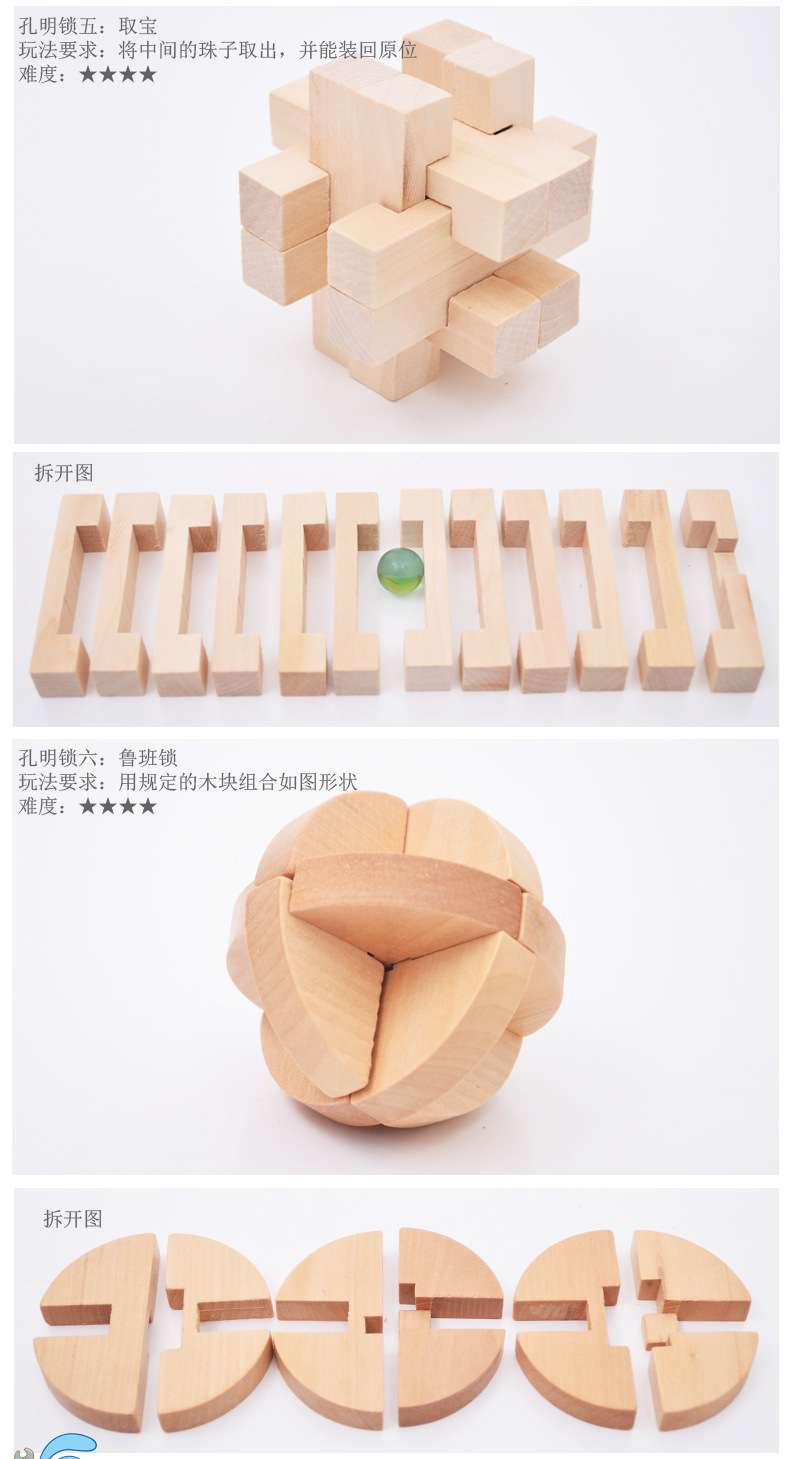 孔明锁五：取宝
玩法要求：将中间的珠子取出，并能装回原位
难度：★★★★
拆开图
孔明锁六：鲁班锁
玩法要求：用规定的木块组合如图形状
难度：★★★★
拆开图